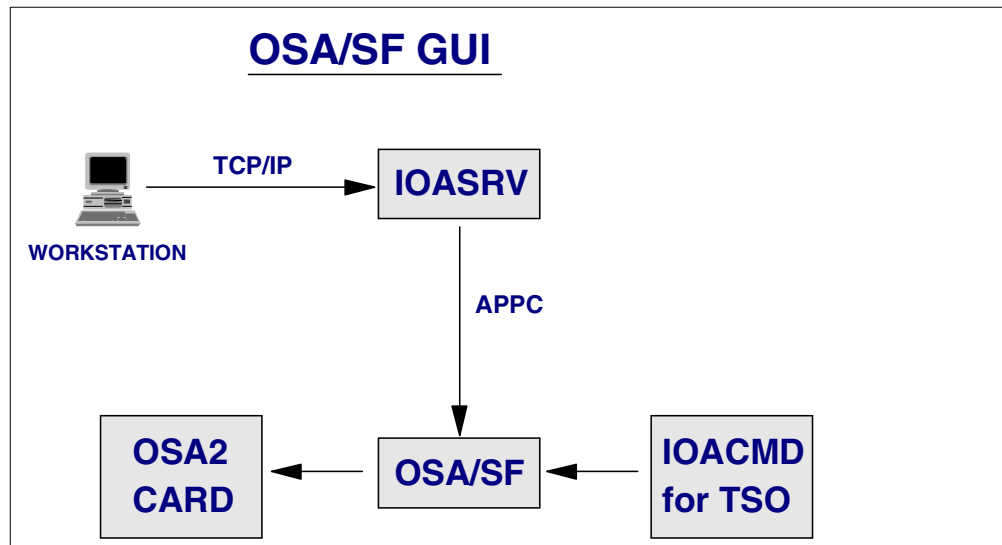 OSA/SF GUI
TCP/IP
IOASRV
WORKSTATION
APPC
OSA2
CARD
OSA/SF
IOACMD
for TSO